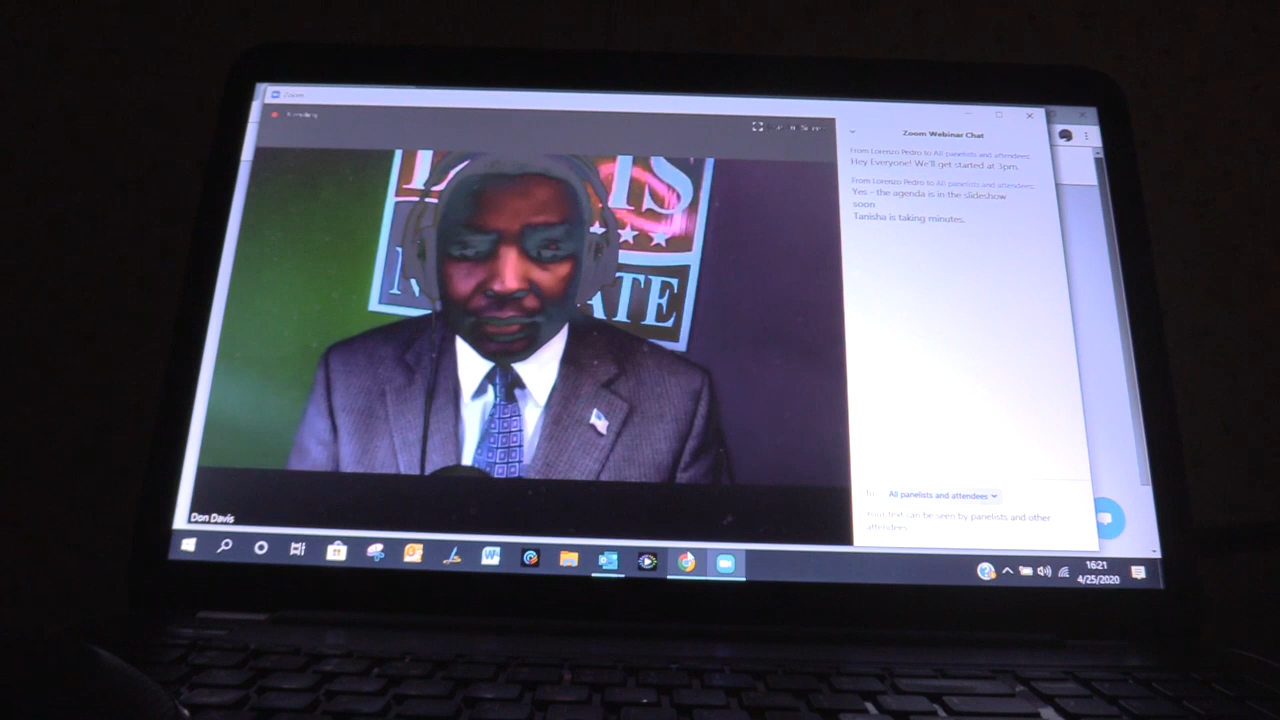 Zoom
Zoom Webinar Chat
From Lorenzo Pedro to All panelists and attendees:
Hey Everyone! We'll get started at 3pm.
From Lorenzo Pedro to All panelists and attendees:
Yes - the agenda is in the slideshow
soon
Tanisha is taking minutes.
IS
ATE
To: All panelists and attendees
Your text can be seen by panelists and other
attendees
Don Davis
16:21
4/25/2020